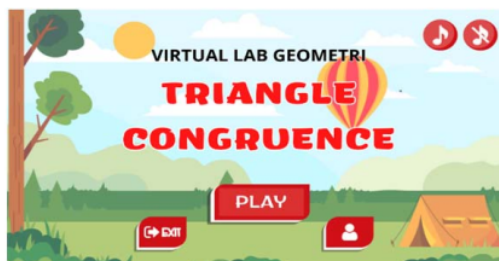 VIRTUAL LAB GEOMETRI
TRIANGLE
CONGRUENCE
PLAY
EXIT